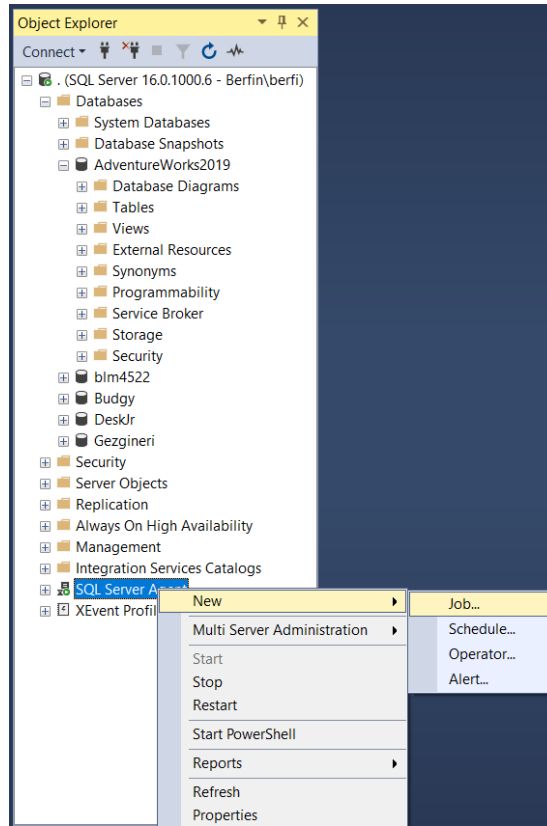 Object Explorer
Connect
. (SQL Server 16.0.1000.6 - Berfin\berfi)
Databases
System Databases
Database Snapshots
AdventureWorks2019
Database Diagrams
Tables
Views
External Resources
Synonyms
Programmability
Service Broker
Storage
Security
blm4522
Budgy
DeskJr
Gezgineri
Security
Server Objects
Replication
Always On High Availability
Management
Integration Services Catalogs
SQL Server Agent
XEvent Profil
New
Multi Server Administration
Start
Stop
Restart
Start PowerShell
Reports
Refresh
Properties
Job...
Schedule...
Operator...
Alert...